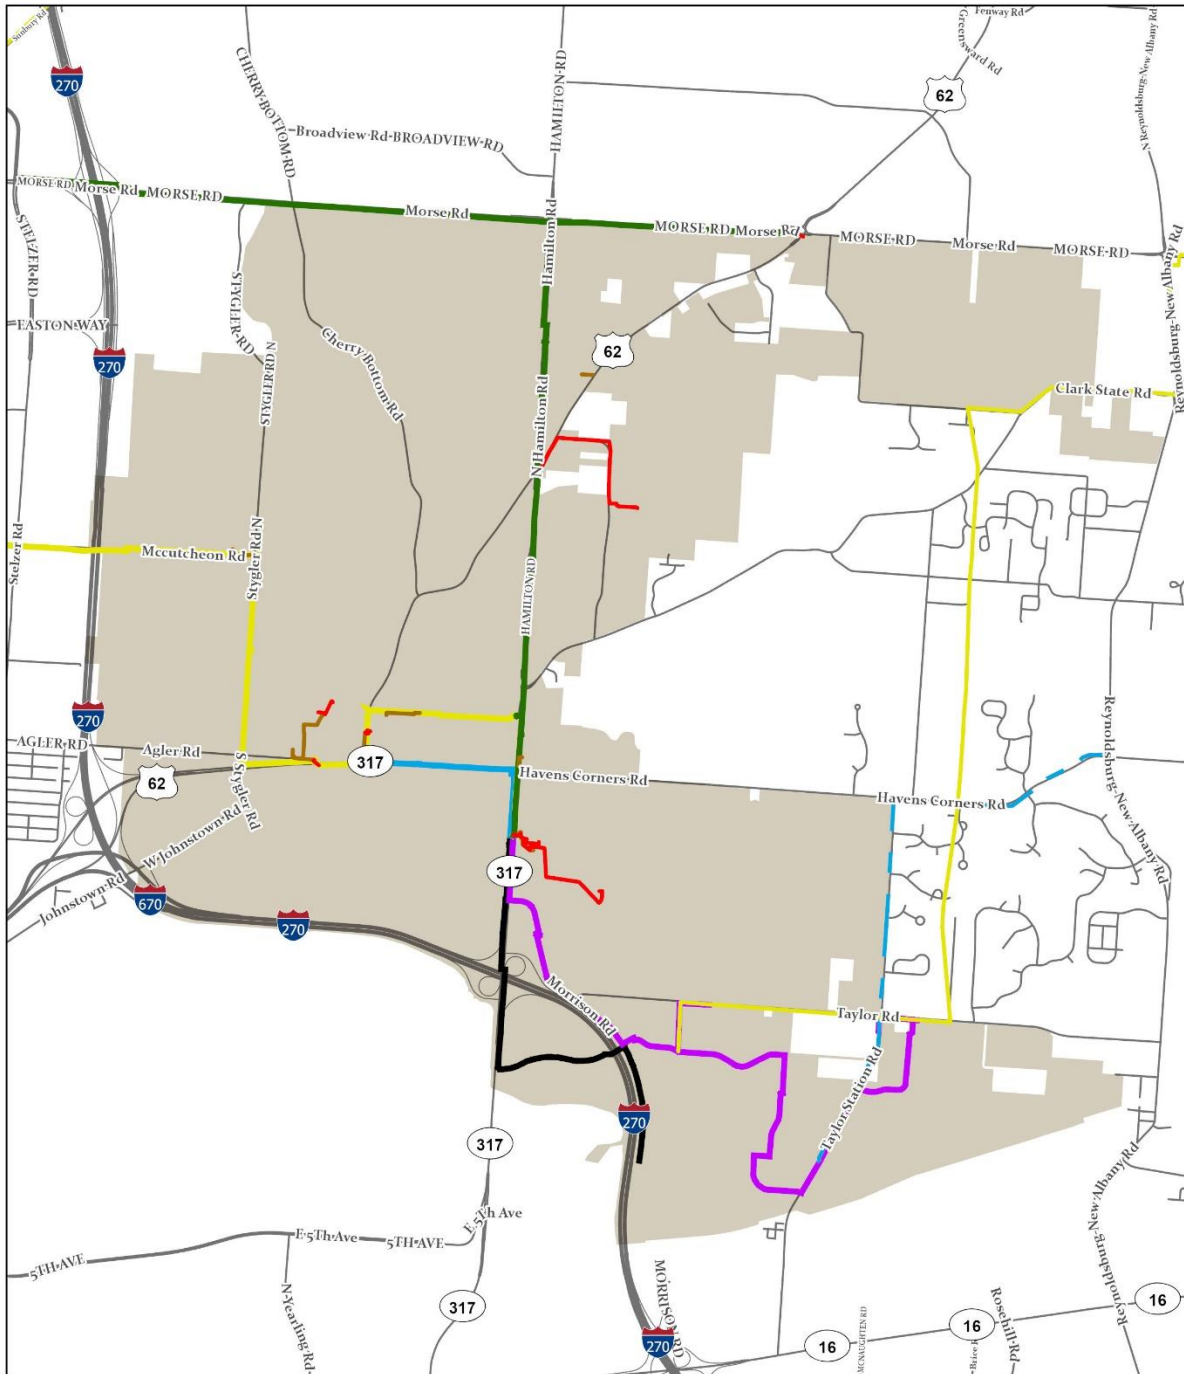 Sunbury Rd
Fenway Rd
Greensward Rd
N Reynoldsburg-New Albany Rd
270
CHERRY-BOTTOM-RD
HAMILTON-RD
62
Broadview Rd-BROADVIEW-RD
MORSE RD
Morse Rd
MORSE RD
Morse Rd
Hamilton Rd
MORSE RD
Morse Rd
MORSE RD
Morse Rd
MORSE RD
Reynoldsburg-New Albany Rd
STELZER-RD
STYGLER-RD
EASTON-WAY
270
Cherry Bottom-Rd
62
STYGLER-RD-N
N Hamilton Rd
Clark State Rd
Stelzer Rd
Mccutcheon Rd
Stygler Rd N
HAMILTON RD
270
AGLER RD
Agler Rd
317
Havens Corners Rd
Reynoldsburg-New Albany Rd
62
S Stygler Rd
W Johnstown Rd
Havens Corners Rd
Johnstown Rd
670
270
317
Morrison Rd
Taylor Rd
Taylor Station Rd
270
317
Reynoldsburg-New Albany Rd
E 5Th Ave
E 5Th Ave
5TH AVE
5TH AVE
N-Yearling-Rd
317
MORRISON RD
270
MCNAUGHTEN RD
16
16
16
Rosehill-Rd